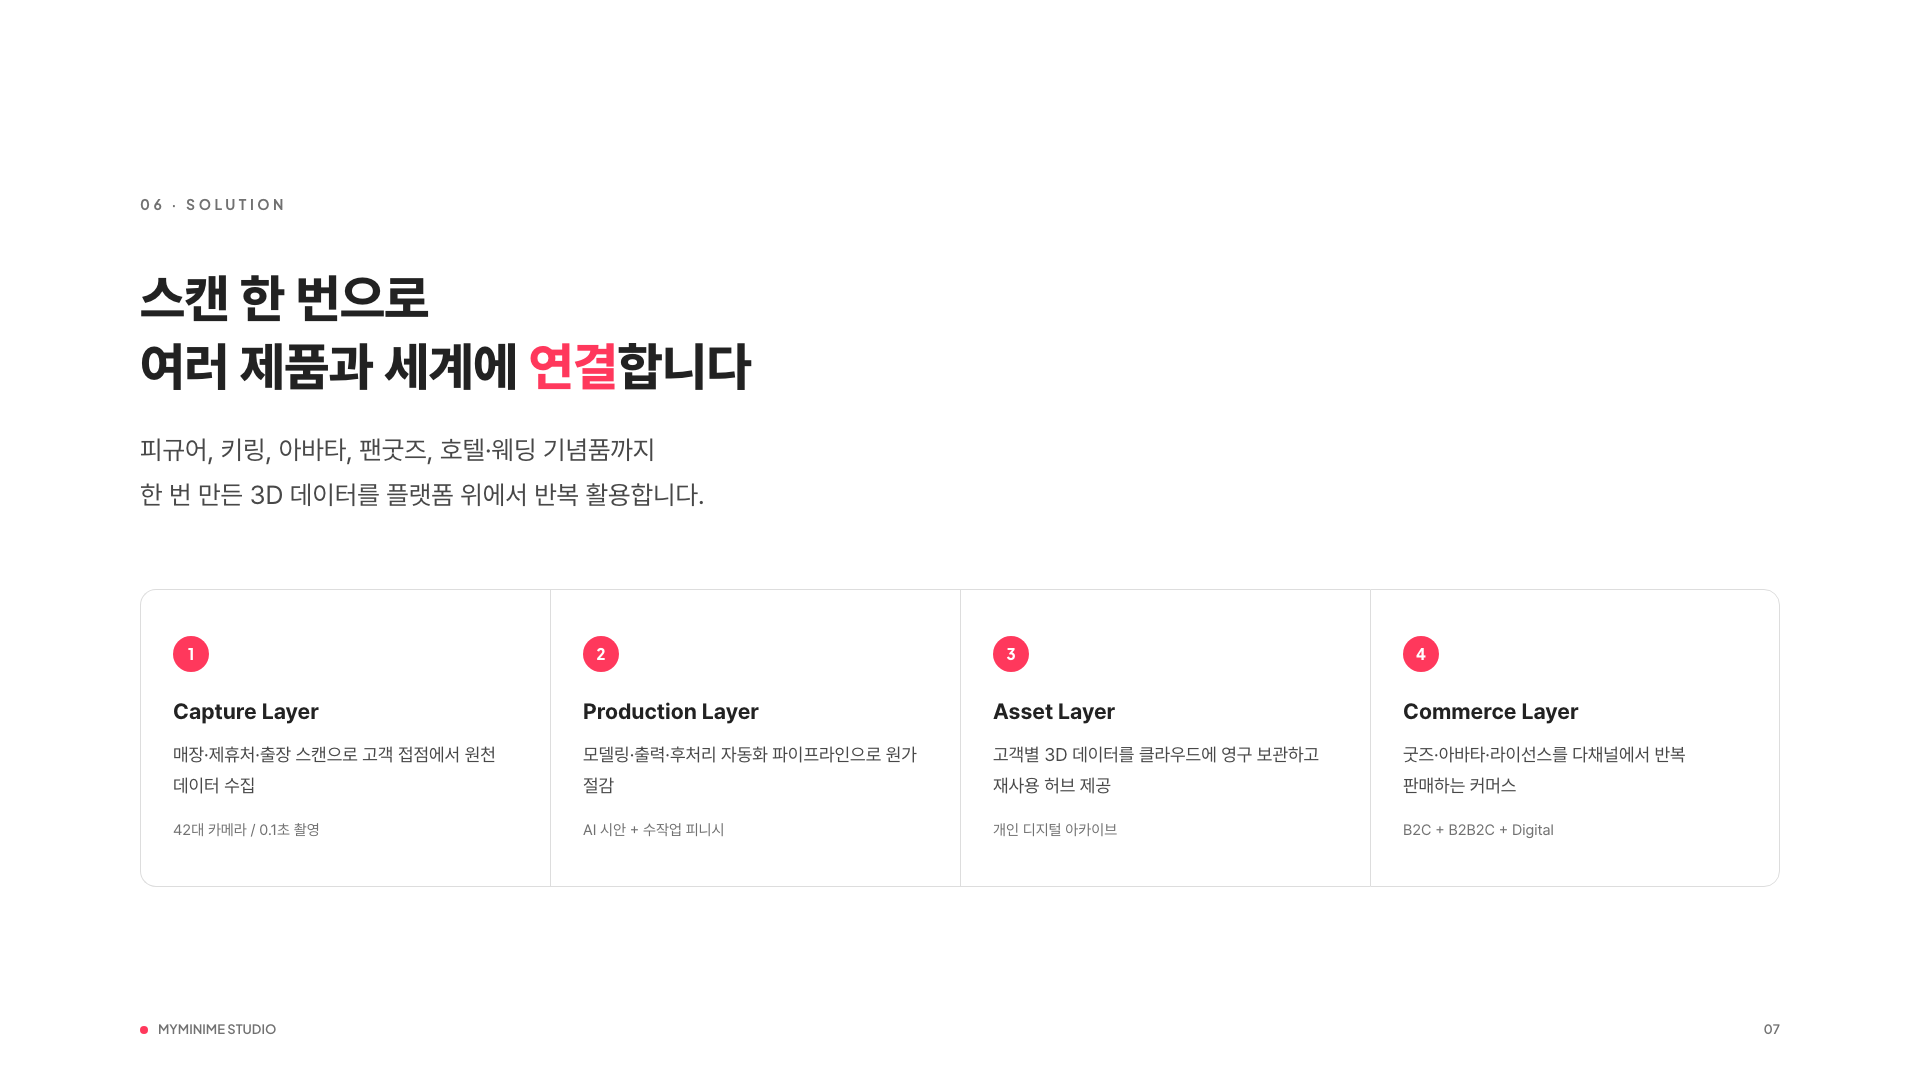 06 · SOLUTION
스캔 한 번으로
여러 제품과 세계에 연결합니다
피규어, 키링, 아바타, 팬굿즈, 호텔·웨딩 기념품까지
한 번 만든 3D 데이터를 플랫폼 위에서 반복 활용합니다.
1
Capture Layer
매장·제휴처·출장 스캔으로 고객 접점에서 원천
데이터 수집
42대 카메라 / 0.1초 촬영
2
Production Layer
모델링·출력·후처리 자동화 파이프라인으로 원가
절감
AI 시안 + 수작업 피니시
3
Asset Layer
고객별 3D 데이터를 클라우드에 영구 보관하고
재사용 허브 제공
개인 디지털 아카이브
4
Commerce Layer
굿즈·아바타·라이선스를 다채널에서 반복
판매하는 커머스
B2C + B2B2C + Digital
MYMINIME STUDIO
07